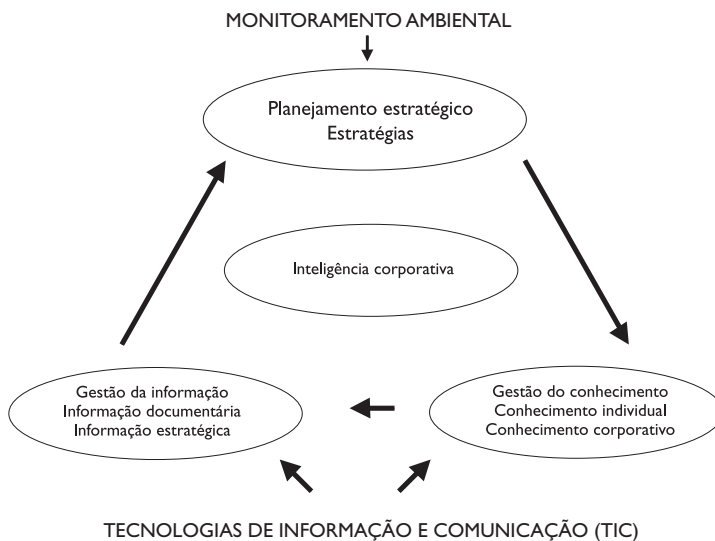 MONITORAMENTO AMBIENTAL
Planejamento estratégico
Estratégias
Inteligência corporativa
Gestão da informação
Informação documentária
Informação estratégica
Gestão do conhecimento
Conhecimento individual
Conhecimento corporativo
TECNOLOGIAS DE INFORMAÇÃO E COMUNICAÇÃO (TIC)